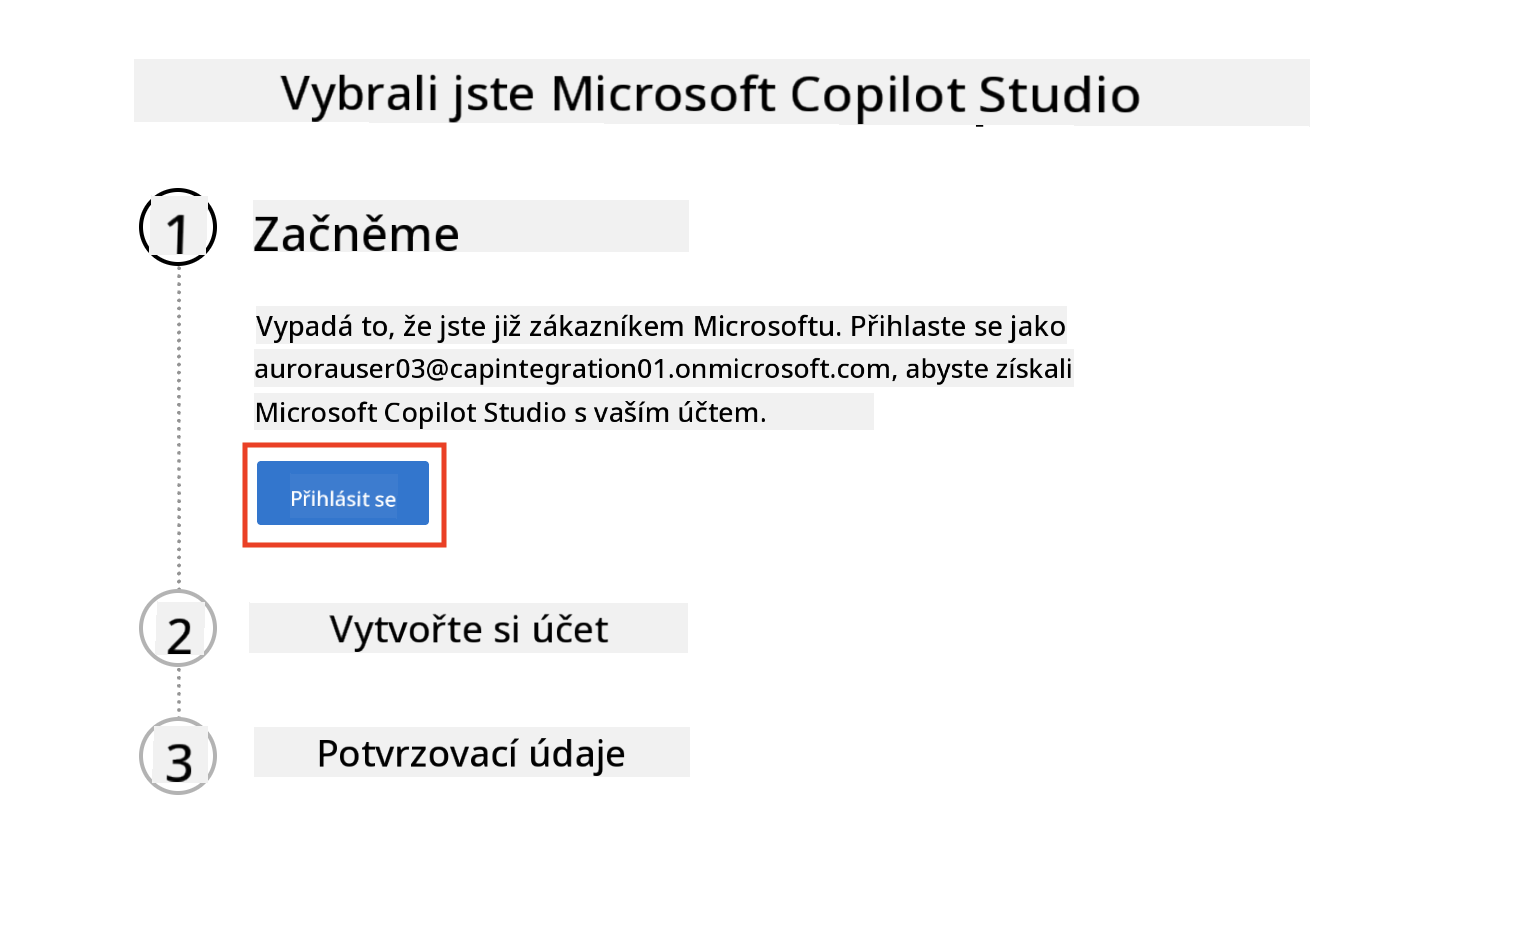 Vybrali jste Microsoft Copilot Studio
1
Začněme
Vypadá to, že jste již zákazníkem Microsoftu. Přihlaste se jako
aurorauser03@capintegration01.onmicrosoft.com, abyste získali
Microsoft Copilot Studio s vaším účtem.
Přihlásit se
2
Vytvořte si účet
3
Potvrzovací údaje